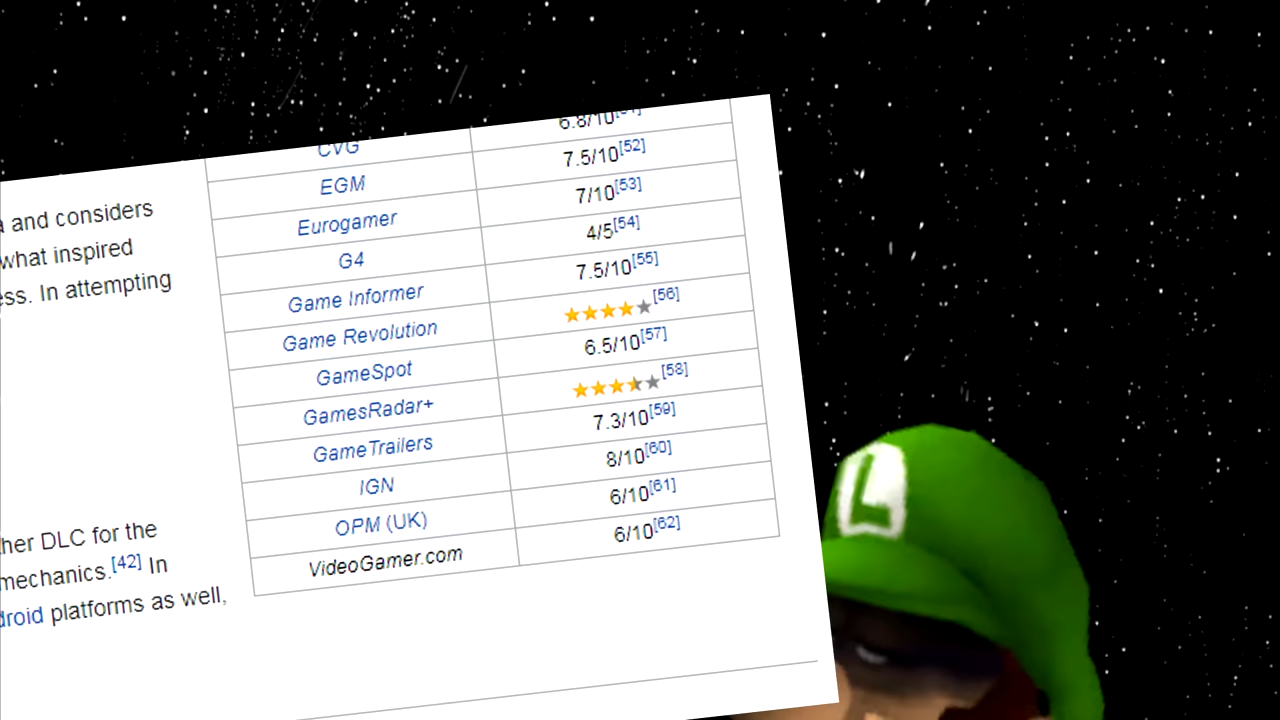 a and considers
what inspired
ess. In attempting
her DLC for the
mechanics.[42] In
droid platforms as well,
CVG 6.8/10
EGM 7.5/10[52]
Eurogamer 7/10[53]
G4 4/5[54]
Game Informer 7.5/10[55]
Game Revolution [56]
GameSpot 6.5/10[57]
GamesRadar+ [58]
GameTrailers 7.3/10[59]
IGN 8/10[60]
OPM (UK) 6/10[61]
VideoGamer.com 6/10[62]
L